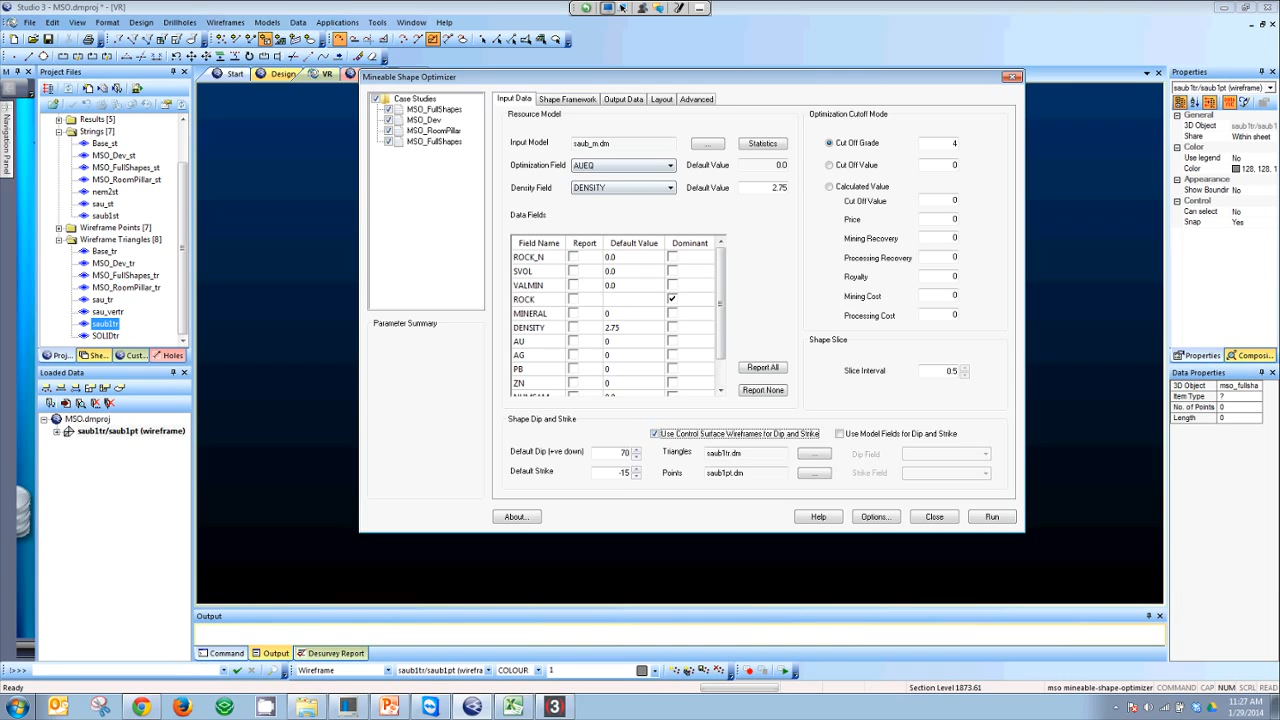 Studio 3 - MSO.dmproj * - [VR]
File Edit View Format Design Drillholes Wireframes Models Data Applications Tools Window Help
Project Files
Results [5]
Strings [7]
Base_st
MSO_Dev_st
MSO_FullShapes_st
MSO_RoomPillar_st
nem2st
sau_st
saub1st
Wireframe Points [7]
Wireframe Triangles [8]
Base_tr
MSO_Dev_tr
MSO_FullShapes_tr
MSO_RoomPillar_tr
sau_tr
sau_vertr
saub1tr
SOLIDtr
Proj... She... Cust... Holes
Loaded Data
MSO.dmproj
saub1tr/saub1pt (wireframe)
Navigation Panel
Start Design VR
Mineable Shape Optimizer
Case Studies
MSO_FullShapes
MSO_Dev
MSO_RoomPillar
MSO_FullShapes
Parameter Summary
Input Data Shape Framework Output Data Layout Advanced
Resource Model
Input Model saub_m.dm ... Statistics
Optimization Field AUEQ Default Value 0.0
Density Field DENSITY Default Value 2.75
Data Fields
Field Name Report Default Value Dominant
ROCK_N 0.0
SVOL 0.0
VALMIN 0.0
ROCK
MINERAL 0
DENSITY 2.75
AU 0
AG 0
PB 0
ZN 0
Report All
Report None
Optimization Cutoff Mode
Cut Off Grade 4
Cut Off Value 0
Calculated Value
Cut Off Value 0
Price 0
Mining Recovery 0
Processing Recovery 0
Royalty 0
Mining Cost 0
Processing Cost 0
Shape Slice
Slice Interval 0.5
Shape Dip and Strike
Use Control Surface Wireframes for Dip and Strike Use Model Fields for Dip and Strike
Default Dip (+ve down) 70 Triangles saub1tr.dm ... Dip Field
Default Strike -15 Points saub1pt.dm ... Strike Field
About... Help Options... Close Run
Properties
saub1tr/saub1pt (wireframe)
General
3D Object saub1tr/saub1
Share Within sheet
Color
Use legend No
Color 128, 128, 1
Appearance
Show Boundir No
Control
Can select No
Snap Yes
Properties Composi...
Data Properties
3D Object mso_fullsha
Item Type ?
No. of Points 0
Length 0
Output
Command Output Desurvey Report
!>>> Wireframe saub1tr/saub1pt (wirefra COLOUR 1
Ready Section Level 1873.61 mso mineable-shape-optimizer COMMAND CAP NUM SCRL
11:27 AM
1/29/2014